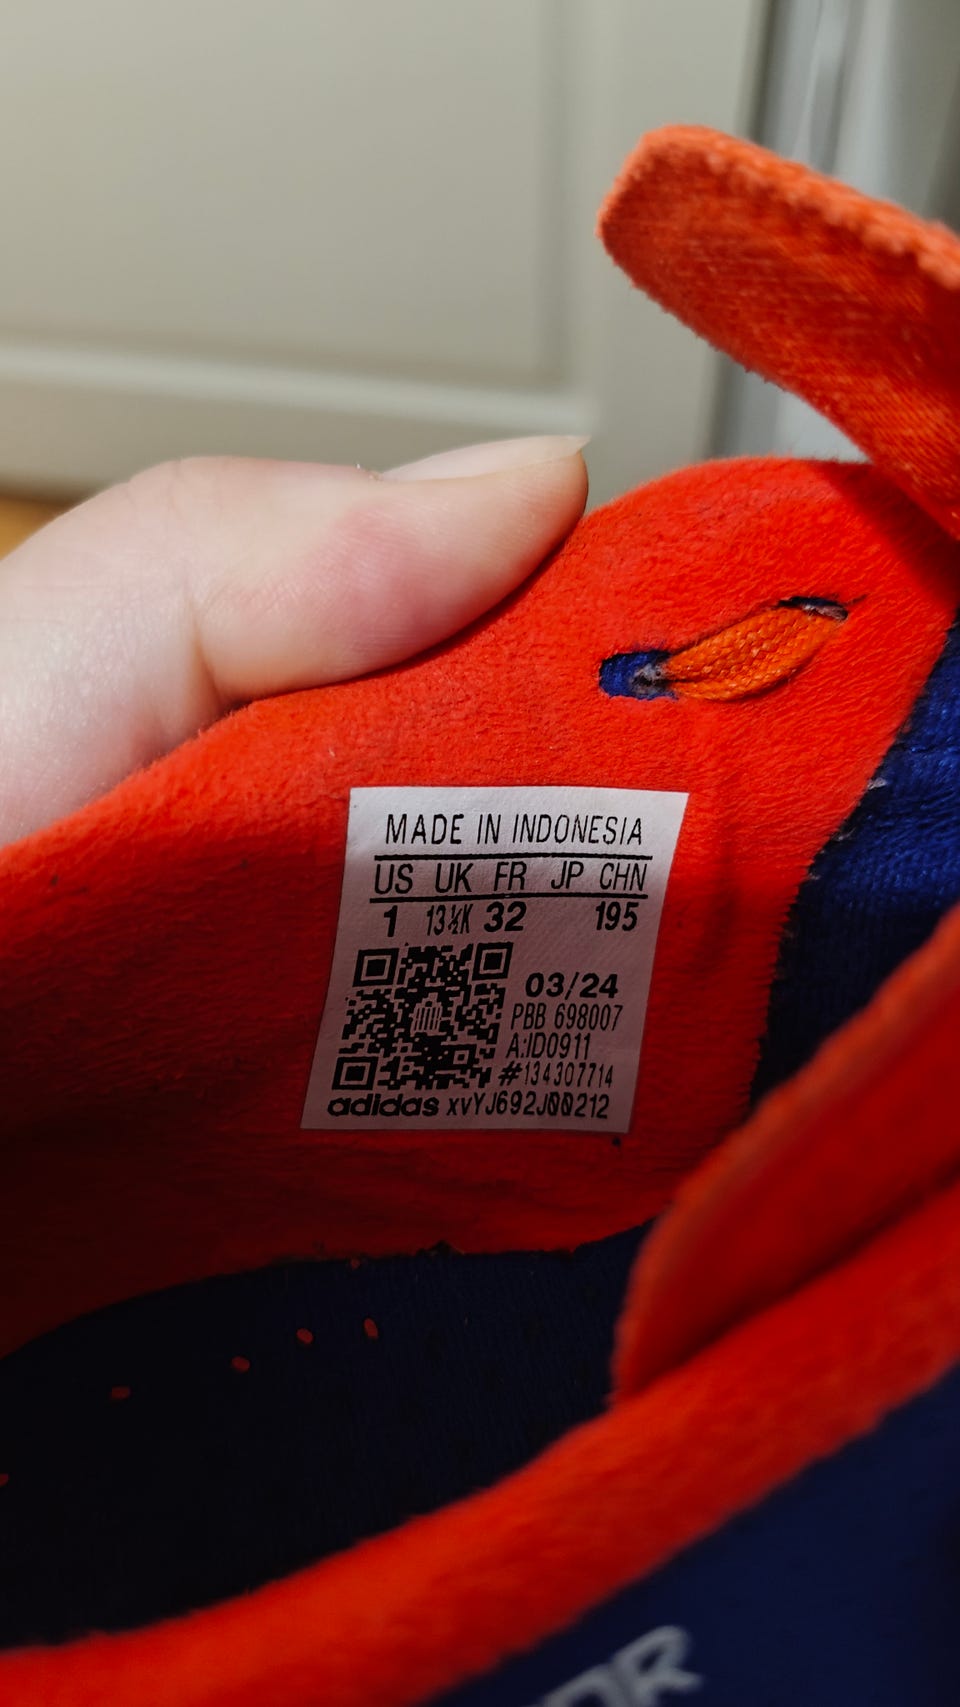 MADE IN INDONESIA
US UK FR JP CHN
1 13½K 32 195
03/24
PBB 698007
A:ID0911
#134307714
adidas xvYJ692J00212